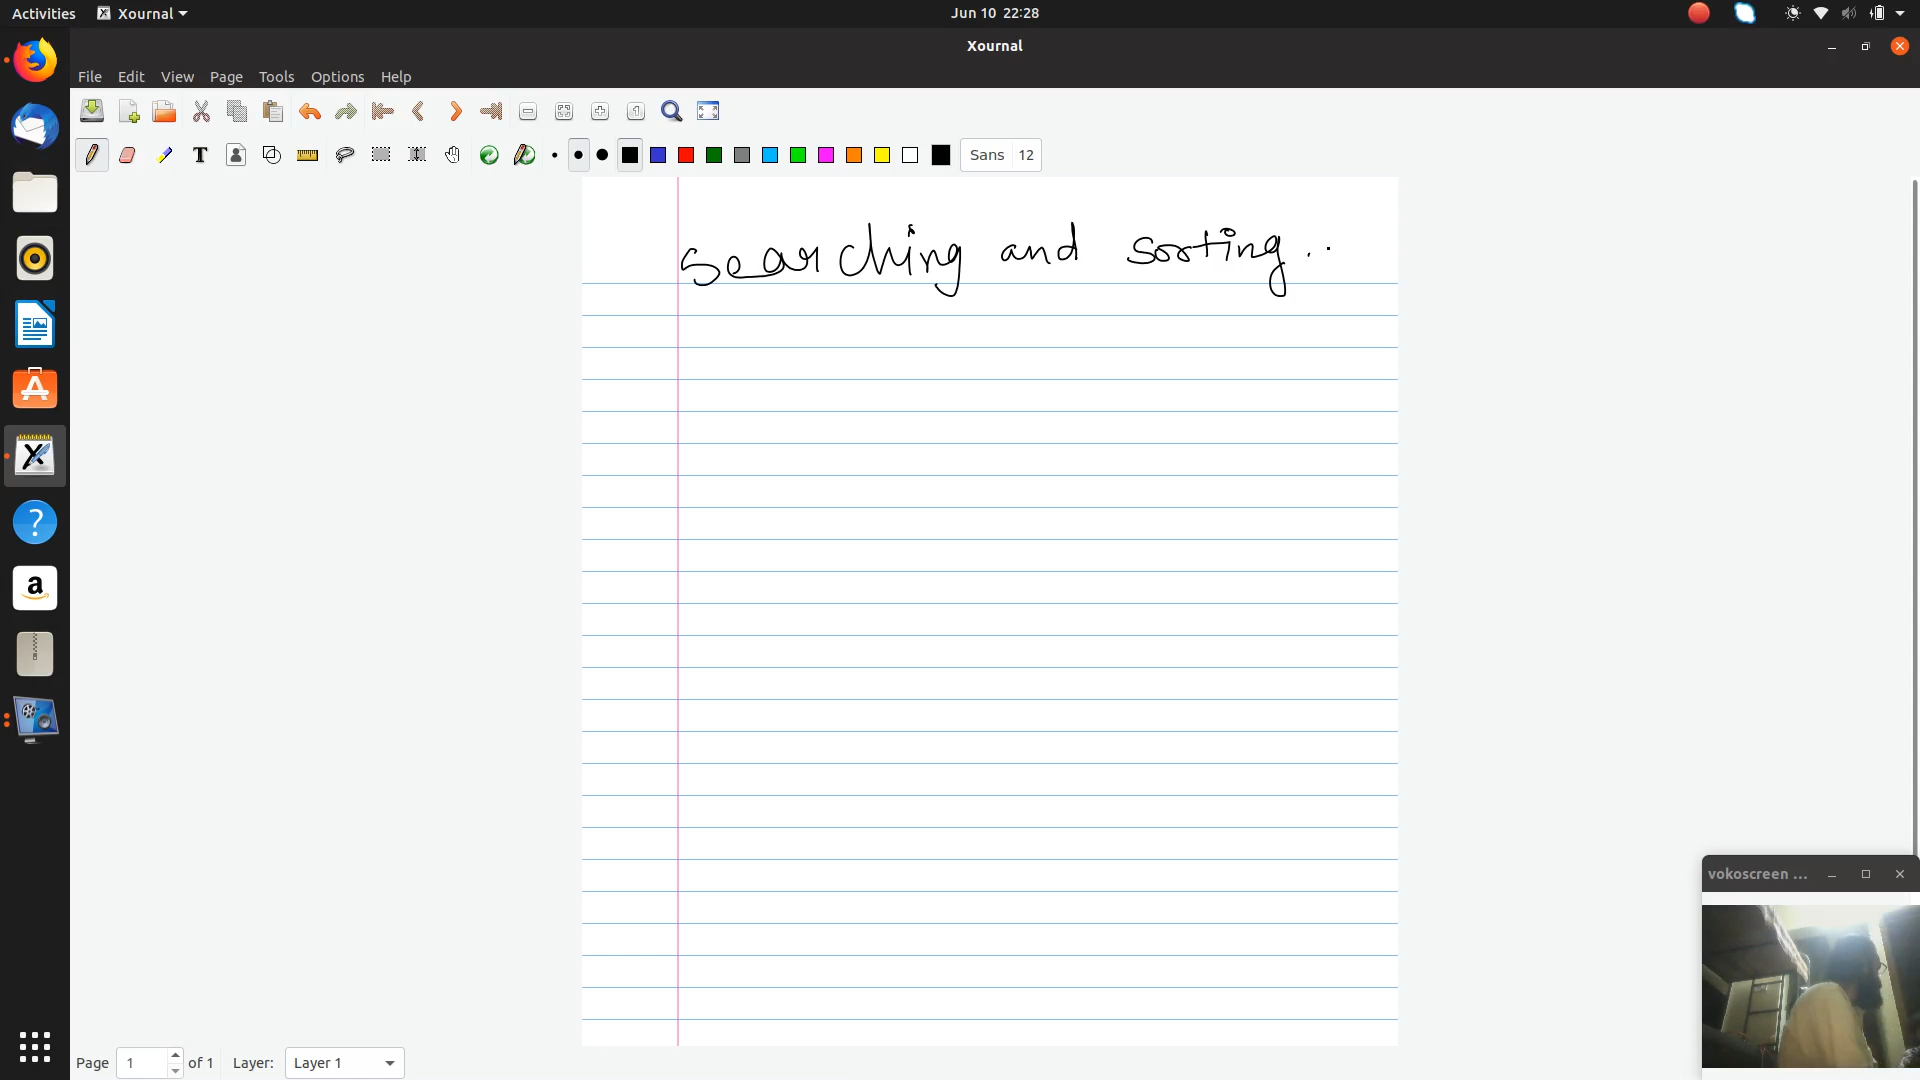 Activities Xournal Jun 10 22:28
Xournal
File Edit View Page Tools Options Help
T Sans 12
searching and sorting..
?
a
vokoscreen ...
Page 1 of 1 Layer: Layer 1